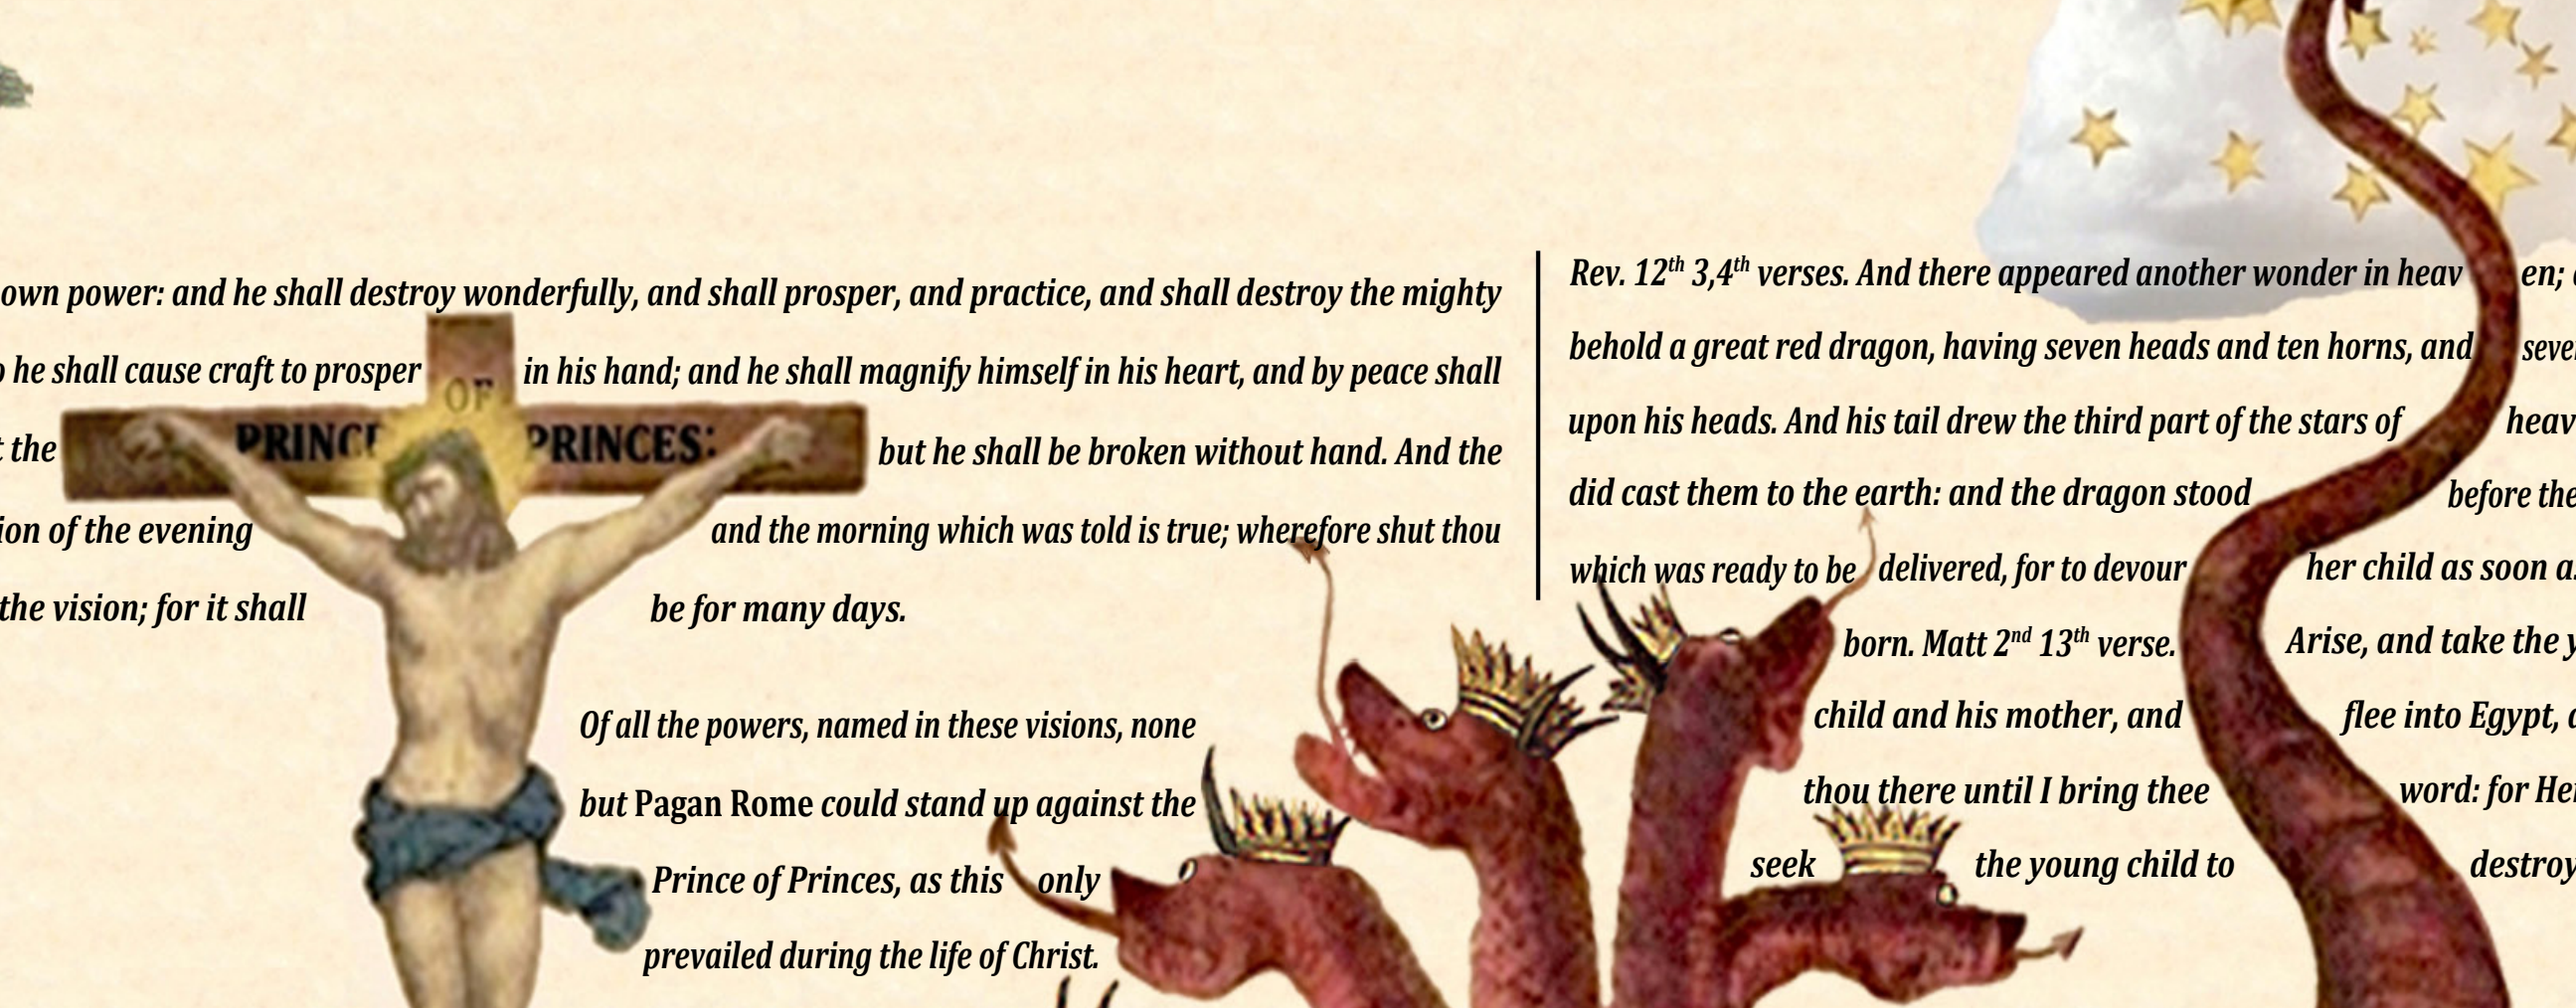 own power: and he shall destroy wonderfully, and shall prosper, and practice, and shall destroy the mighty
he shall cause craft to prosper in his hand; and he shall magnify himself in his heart, and by peace shall
OF
the PRINCE PRINCES: but he shall be broken without hand. And the
of the evening and the morning which was told is true; wherefore shut thou
the vision; for it shall be for many days.
Of all the powers, named in these visions, none
but Pagan Rome could stand up against the
Prince of Princes, as this only
prevailed during the life of Christ.
Rev. 12th 3,4th verses. And there appeared another wonder in heav en;
behold a great red dragon, having seven heads and ten horns, and
upon his heads. And his tail drew the third part of the stars of
did cast them to the earth: and the dragon stood before the
which was ready to be delivered, for to devour her child as soon
born. Matt 2nd 13th verse. Arise, and take the
child and his mother, and flee into Egypt,
thou there until I bring thee word: for
seek the young child to destroy